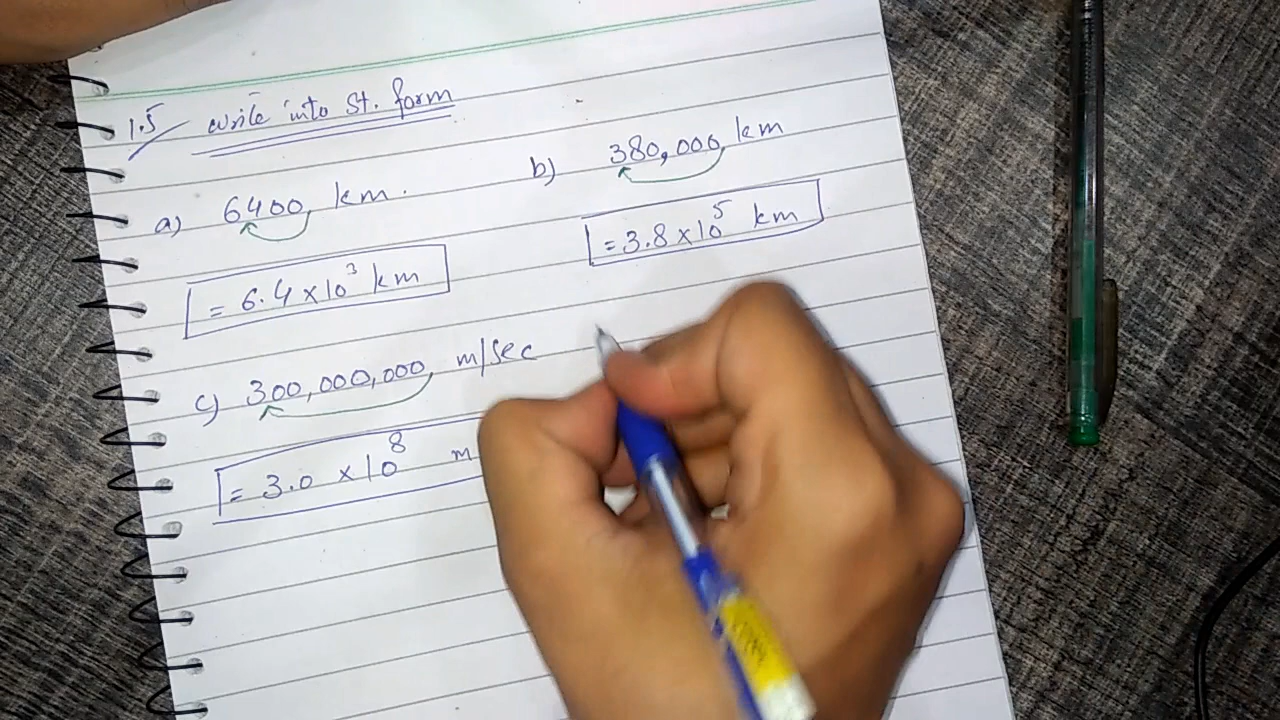 1.5 write into St. form
a) 6400 km.
= 6.4 × 10³ km
b) 380,000 km
= 3.8 × 10⁵ km
c) 300,000,000 m/sec
= 3.0 × 10⁸ m